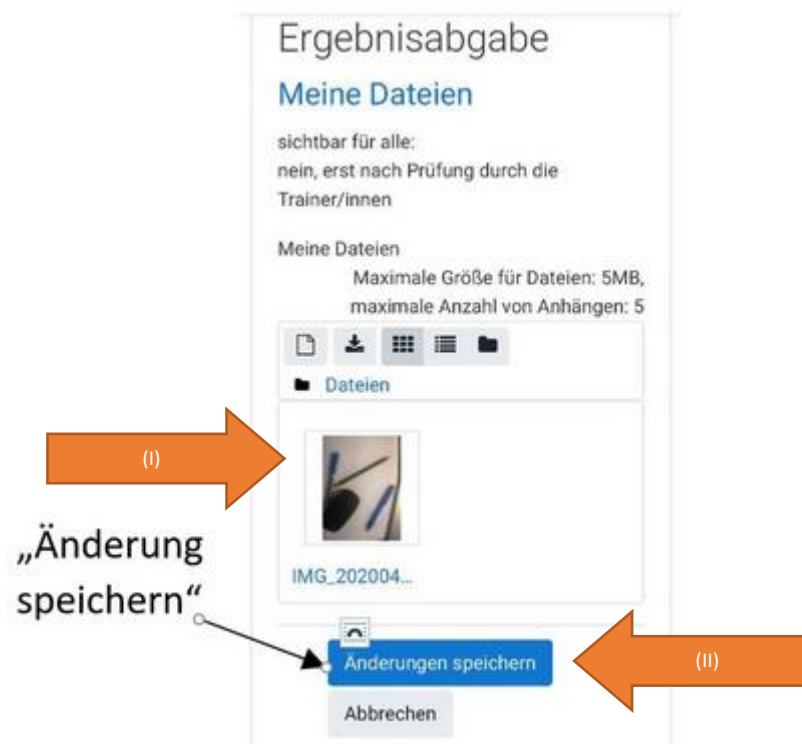 Ergebnisabgabe
Meine Dateien
sichtbar für alle:
nein, erst nach Prüfung durch die
Trainer/innen
Meine Dateien
Maximale Größe für Dateien: 5MB,
maximale Anzahl von Anhängen: 5
Dateien
(I)
IMG_202004...
„Änderung
speichern“
Änderungen speichern
(II)
Abbrechen